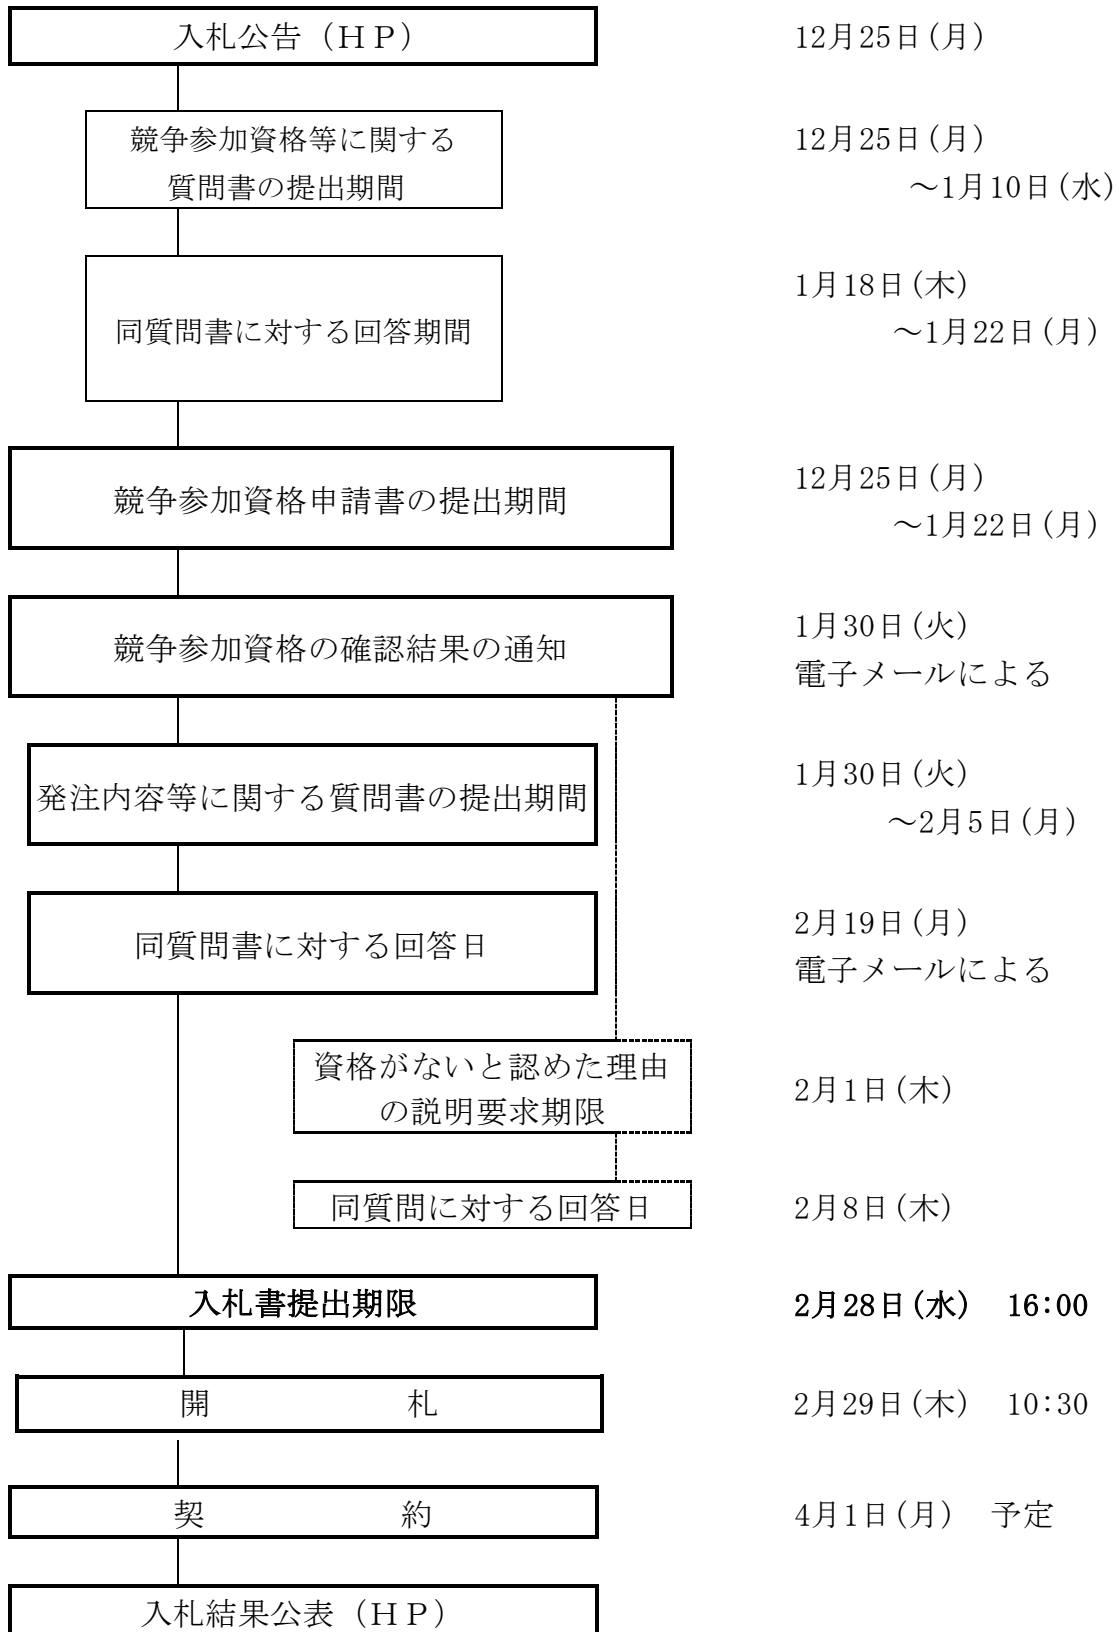 入札公告（ＨＰ）
12月25日(月)
競争参加資格等に関する
質問書の提出期間
12月25日(月)
～1月10日(水)
同質問書に対する回答期間
1月18日(木)
～1月22日(月)
競争参加資格申請書の提出期間
12月25日(月)
～1月22日(月)
競争参加資格の確認結果の通知
1月30日(火)
電子メールによる
発注内容等に関する質問書の提出期間
1月30日(火)
～2月5日(月)
同質問書に対する回答日
2月19日(月)
電子メールによる
資格がないと認めた理由
の説明要求期限
2月1日(木)
同質問に対する回答日
2月8日(木)
入札書提出期限
2月28日(水)　16:00
開　　　　　　　札
2月29日(木)　10:30
契　　　　　　　約
4月1日(月)　予定
入札結果公表（ＨＰ）